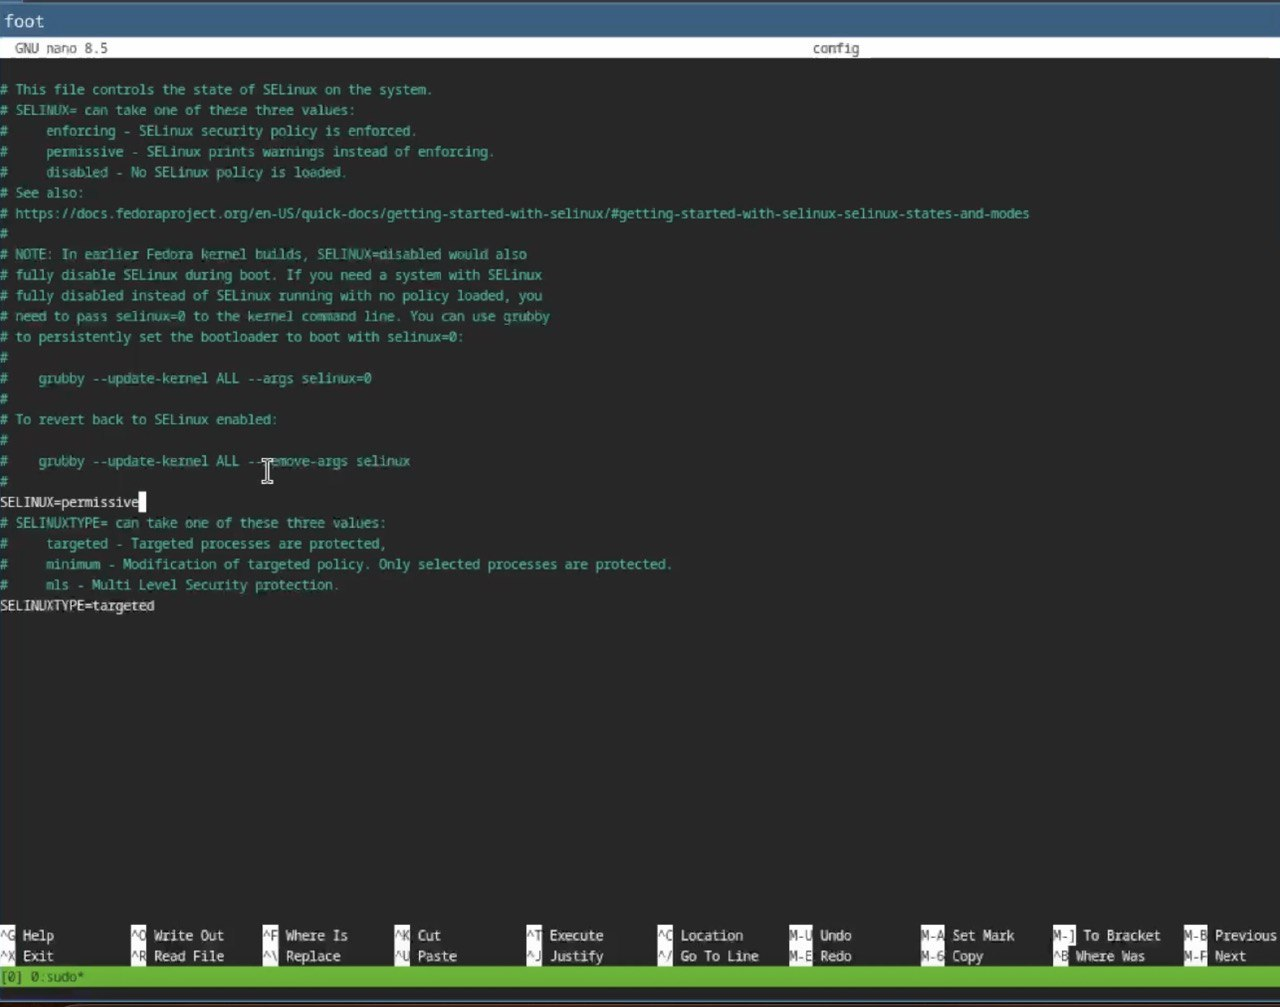 foot
GNU nano 8.5 config
# This file controls the state of SELinux on the system.
# SELINUX= can take one of these three values:
#     enforcing - SELinux security policy is enforced.
#     permissive - SELinux prints warnings instead of enforcing.
#     disabled - No SELinux policy is loaded.
# See also:
# https://docs.fedoraproject.org/en-US/quick-docs/getting-started-with-selinux/#getting-started-with-selinux-selinux-states-and-modes
#
# NOTE: In earlier Fedora kernel builds, SELINUX=disabled would also
# fully disable SELinux during boot. If you need a system with SELinux
# fully disabled instead of SELinux running with no policy loaded, you
# need to pass selinux=0 to the kernel command line. You can use grubby
# to persistently set the bootloader to boot with selinux=0:
#
#    grubby --update-kernel ALL --args selinux=0
#
# To revert back to SELinux enabled:
#
#    grubby --update-kernel ALL --remove-args selinux
#
SELINUX=permissive
# SELINUXTYPE= can take one of these three values:
#     targeted - Targeted processes are protected,
#     minimum - Modification of targeted policy. Only selected processes are protected.
#     mls - Multi Level Security protection.
SELINUXTYPE=targeted
^G Help ^O Write Out ^F Where Is ^K Cut ^T Execute ^C Location M-U Undo M-A Set Mark M-] To Bracket M-B Previous
^X Exit ^R Read File ^\ Replace ^U Paste ^J Justify ^/ Go To Line M-E Redo M-6 Copy ^B Where Was M-F Next
[0] 0:sudo*